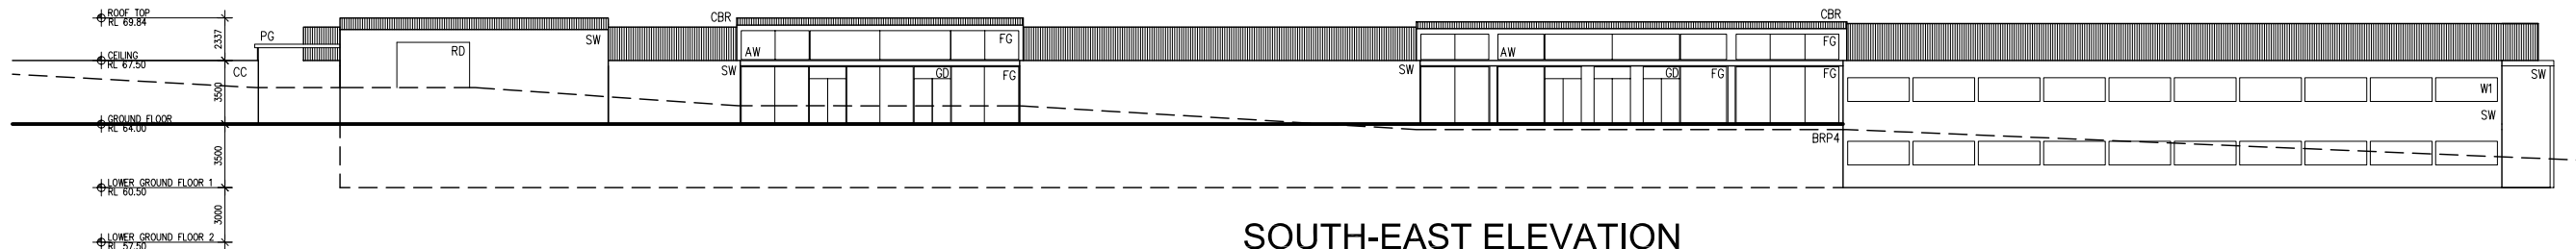 ROOF TOP
RL 69.84
2337
CEILING
RL 67.50
3500
GROUND FLOOR
RL 64.00
3500
LOWER GROUND FLOOR 1
RL 60.50
3000
LOWER GROUND FLOOR 2
RL 57.50
PG
CC
RD
SW
CBR
AW
FG
SW
GD
FG
CBR
AW
FG
SW
GD
FG
FG
BRP4
W1
SW
SW
SOUTH-EAST ELEVATION